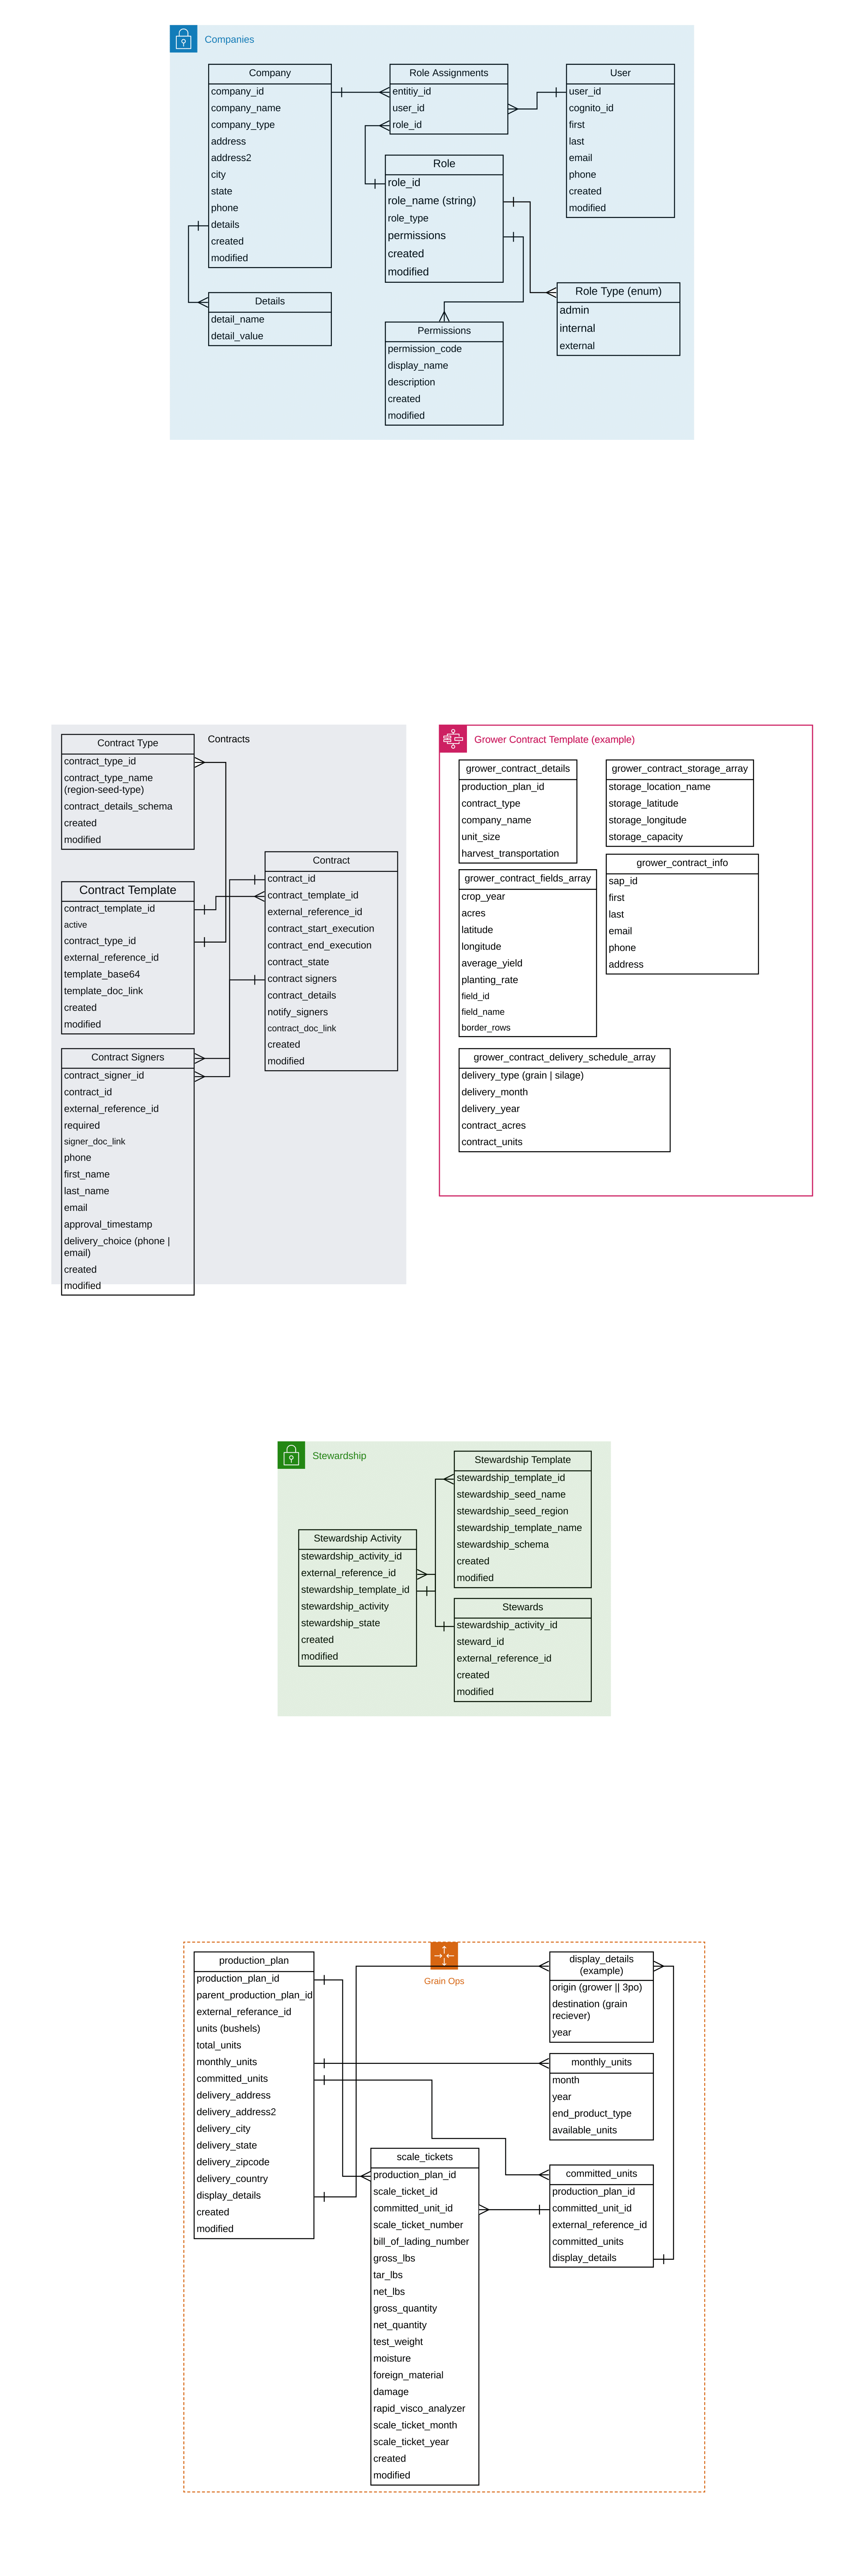 Companies
Company
company_id
company_name
company_type
address
address2
city
state
phone
details
created
modified
Role Assignments
entitiy_id
user_id
role_id
User
user_id
cognito_id
first
last
email
phone
created
modified
Role
role_id
role_name (string)
role_type
permissions
created
modified
Details
detail_name
detail_value
Role Type (enum)
admin
internal
external
Permissions
permission_code
display_name
description
created
modified
Contracts
Contract Type
contract_type_id
contract_type_name
(region-seed-type)
contract_details_schema
created
modified
Contract Template
contract_template_id
active
contract_type_id
external_reference_id
template_base64
template_doc_link
created
modified
Contract
contract_id
contract_template_id
external_reference_id
contract_start_execution
contract_end_execution
contract_state
contract signers
contract_details
notify_signers
contract_doc_link
created
modified
Contract Signers
contract_signer_id
contract_id
external_reference_id
required
signer_doc_link
phone
first_name
last_name
email
approval_timestamp
delivery_choice (phone |
email)
created
modified
Grower Contract Template (example)
grower_contract_details
production_plan_id
contract_type
company_name
unit_size
harvest_transportation
grower_contract_storage_array
storage_location_name
storage_latitude
storage_longitude
storage_capacity
grower_contract_fields_array
crop_year
acres
latitude
longitude
average_yield
planting_rate
field_id
field_name
border_rows
grower_contract_info
sap_id
first
last
email
phone
address
grower_contract_delivery_schedule_array
delivery_type (grain | silage)
delivery_month
delivery_year
contract_acres
contract_units
Stewardship
Stewardship Template
stewardship_template_id
stewardship_seed_name
stewardship_seed_region
stewardship_template_name
stewardship_schema
created
modified
Stewardship Activity
stewardship_activity_id
external_reference_id
stewardship_template_id
stewardship_activity
stewardship_state
created
modified
Stewards
stewardship_activity_id
steward_id
external_reference_id
created
modified
Grain Ops
production_plan
production_plan_id
parent_production_plan_id
external_referance_id
units (bushels)
total_units
monthly_units
committed_units
delivery_address
delivery_address2
delivery_city
delivery_state
delivery_zipcode
delivery_country
display_details
created
modified
display_details
(example)
origin (grower || 3po)
destination (grain
reciever)
year
monthly_units
month
year
end_product_type
available_units
scale_tickets
production_plan_id
scale_ticket_id
committed_unit_id
scale_ticket_number
bill_of_lading_number
gross_lbs
tar_lbs
net_lbs
gross_quantity
net_quantity
test_weight
moisture
foreign_material
damage
rapid_visco_analyzer
scale_ticket_month
scale_ticket_year
created
modified
committed_units
production_plan_id
committed_unit_id
external_reference_id
committed_units
display_details